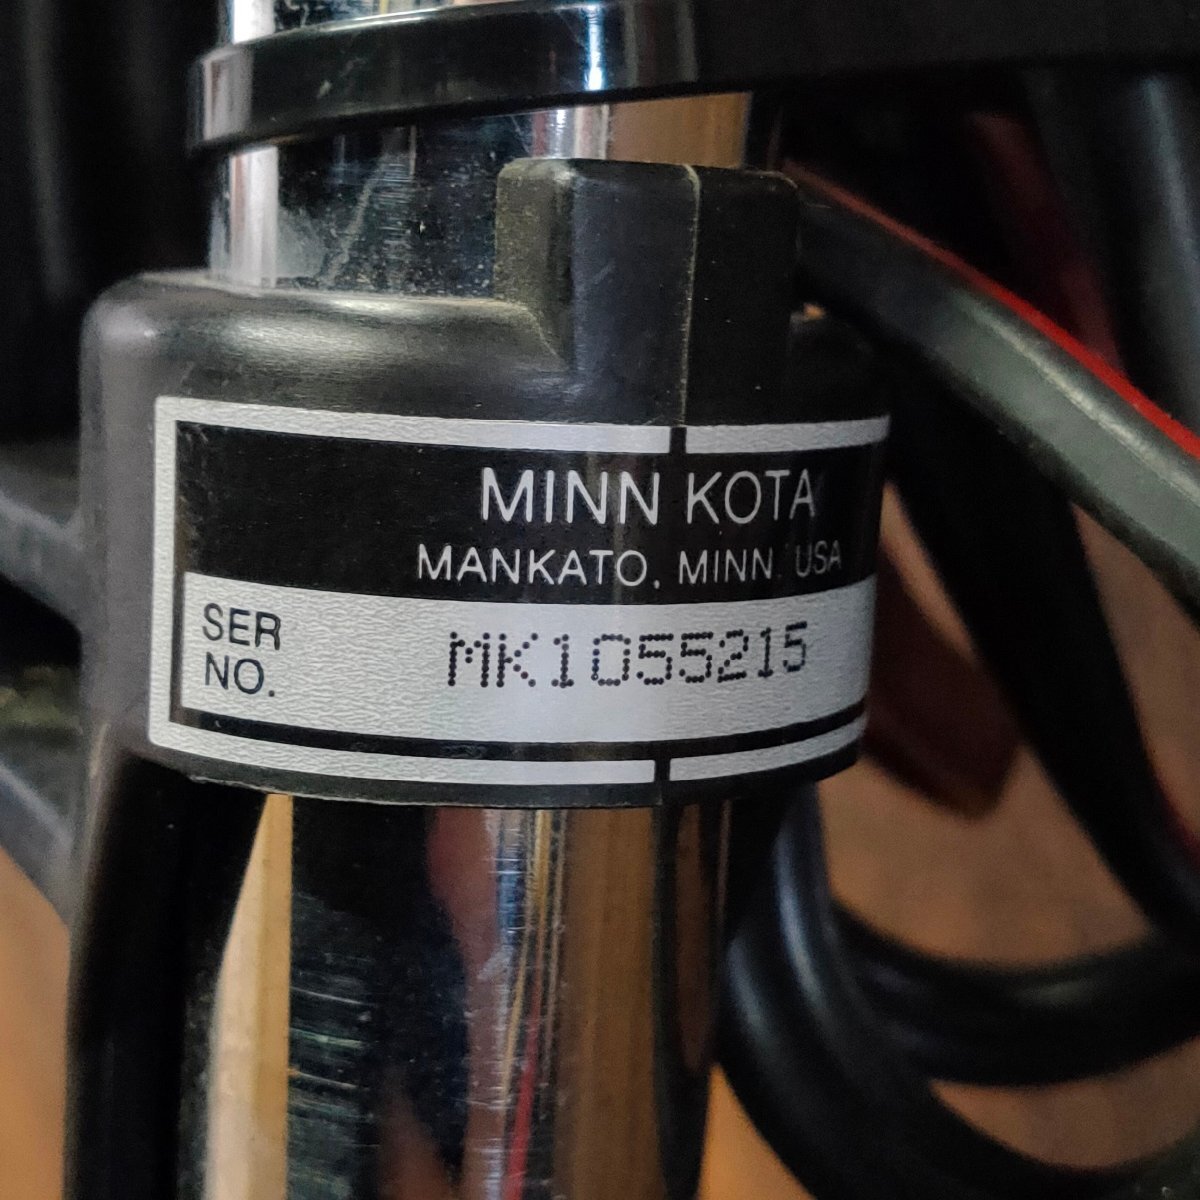 MINN KOTA
MANKATO, MINN. USA
SER
NO.
MK1055215